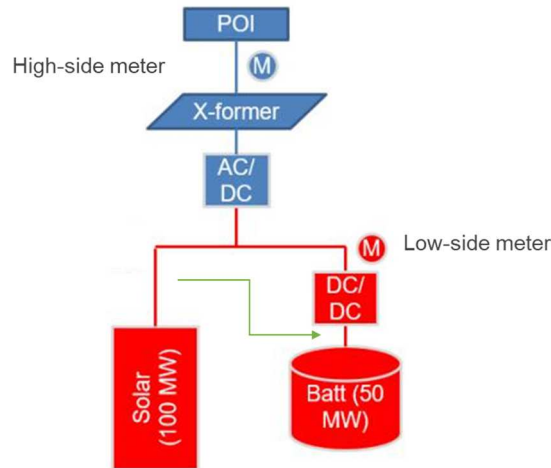 POI
High-side meter
M
X-former
AC/
DC
M
Low-side meter
DC/
DC
Solar
(100 MW)
Batt (50
MW)